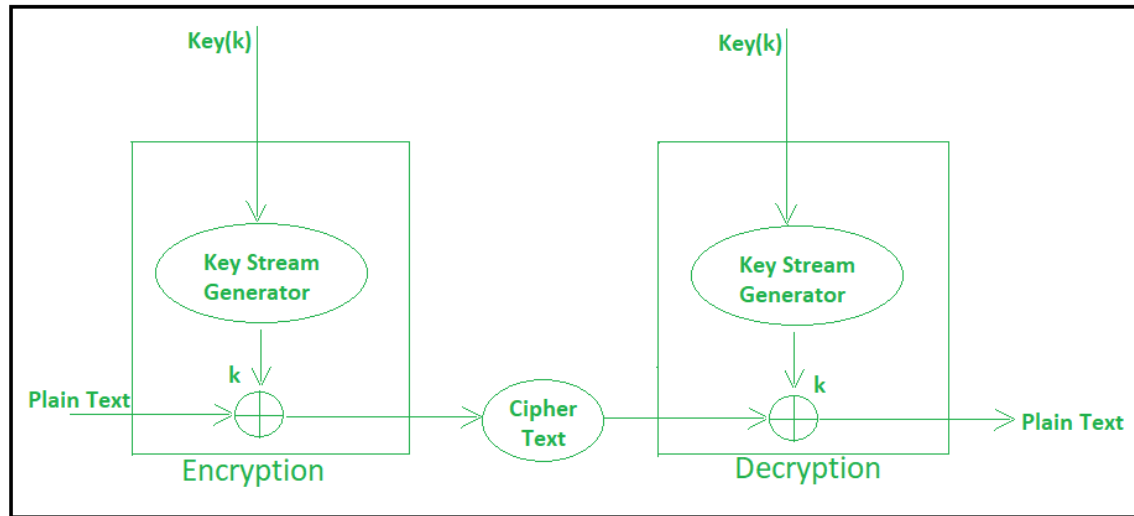 Key(k)
Key(k)
Key Stream
Generator
Key Stream
Generator
k
k
Plain Text
Cipher
Text
Plain Text
Encryption
Decryption